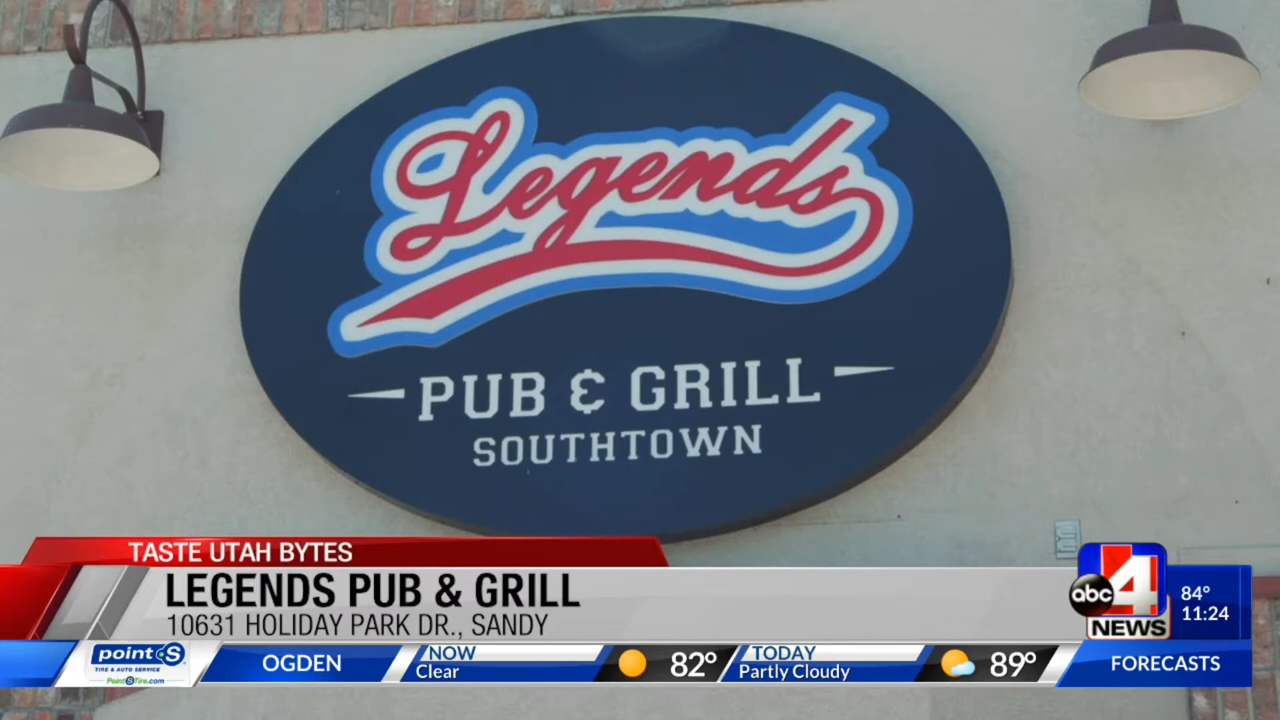 Legends
PUB & GRILL
SOUTHTOWN
TASTE UTAH BYTES
LEGENDS PUB & GRILL
10631 HOLIDAY PARK DR., SANDY
abc 4
NEWS
84°
11:24
point S
TIRE & AUTO SERVICE
PointSTire.com
OGDEN
NOW
Clear
82°
TODAY
Partly Cloudy
89°
FORECASTS